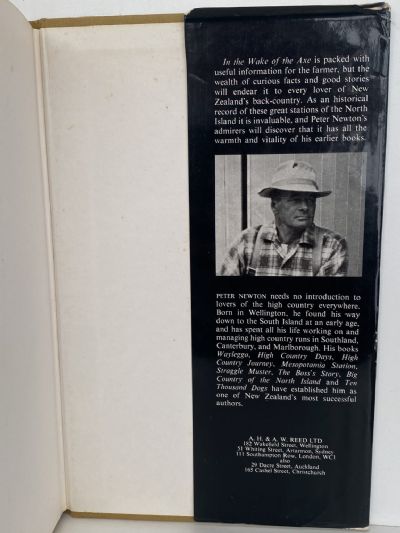 In the Wake of the Axe is packed with
useful information for the farmer, but the
wealth of curious facts and good stories
will endear it to every lover of New
Zealand's back-country. As an historical
record of these great stations of the North
Island it is invaluable, and Peter Newton's
admirers will discover that it has all the
warmth and vitality of his earlier books.
PETER NEWTON needs no introduction to
lovers of the high country everywhere.
Born in Wellington, he found his way
down to the South Island at an early age,
and has spent all his life working on and
managing high country runs in Southland,
Canterbury, and Marlborough. His books
Wayleggo, High Country Days, High
Country Journey, Mesopotamia Station,
Straggle Muster, The Boss's Story, Big
Country of the North Island and Ten
Thousand Dogs have established him as
one of New Zealand's most successful
authors.
A. H. & A. W. REED LTD
182 Wakefield Street, Wellington
51 Whiting Street, Artarmon, Sydney
111 Southampton Row, London, WC1
also
29 Dacre Street, Auckland
165 Cashel Street, Christchurch